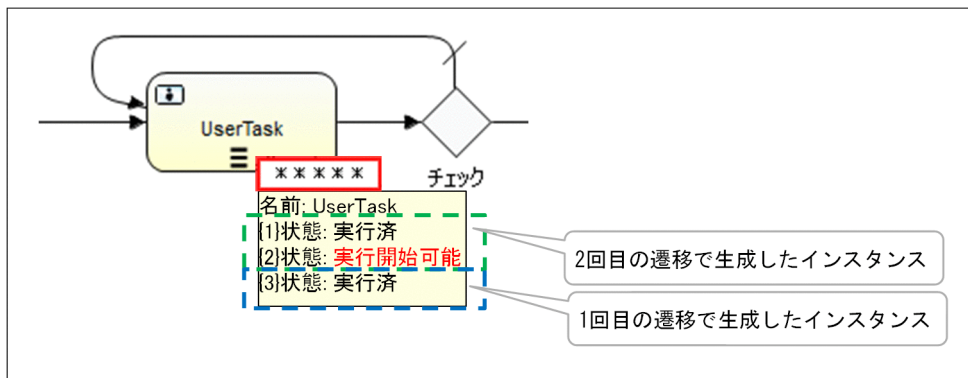 UserTask
*****
チェック
名前: UserTask
{1}状態: 実行済
{2}状態: 実行開始可能
{3}状態: 実行済
2回目の遷移で生成したインスタンス
1回目の遷移で生成したインスタンス